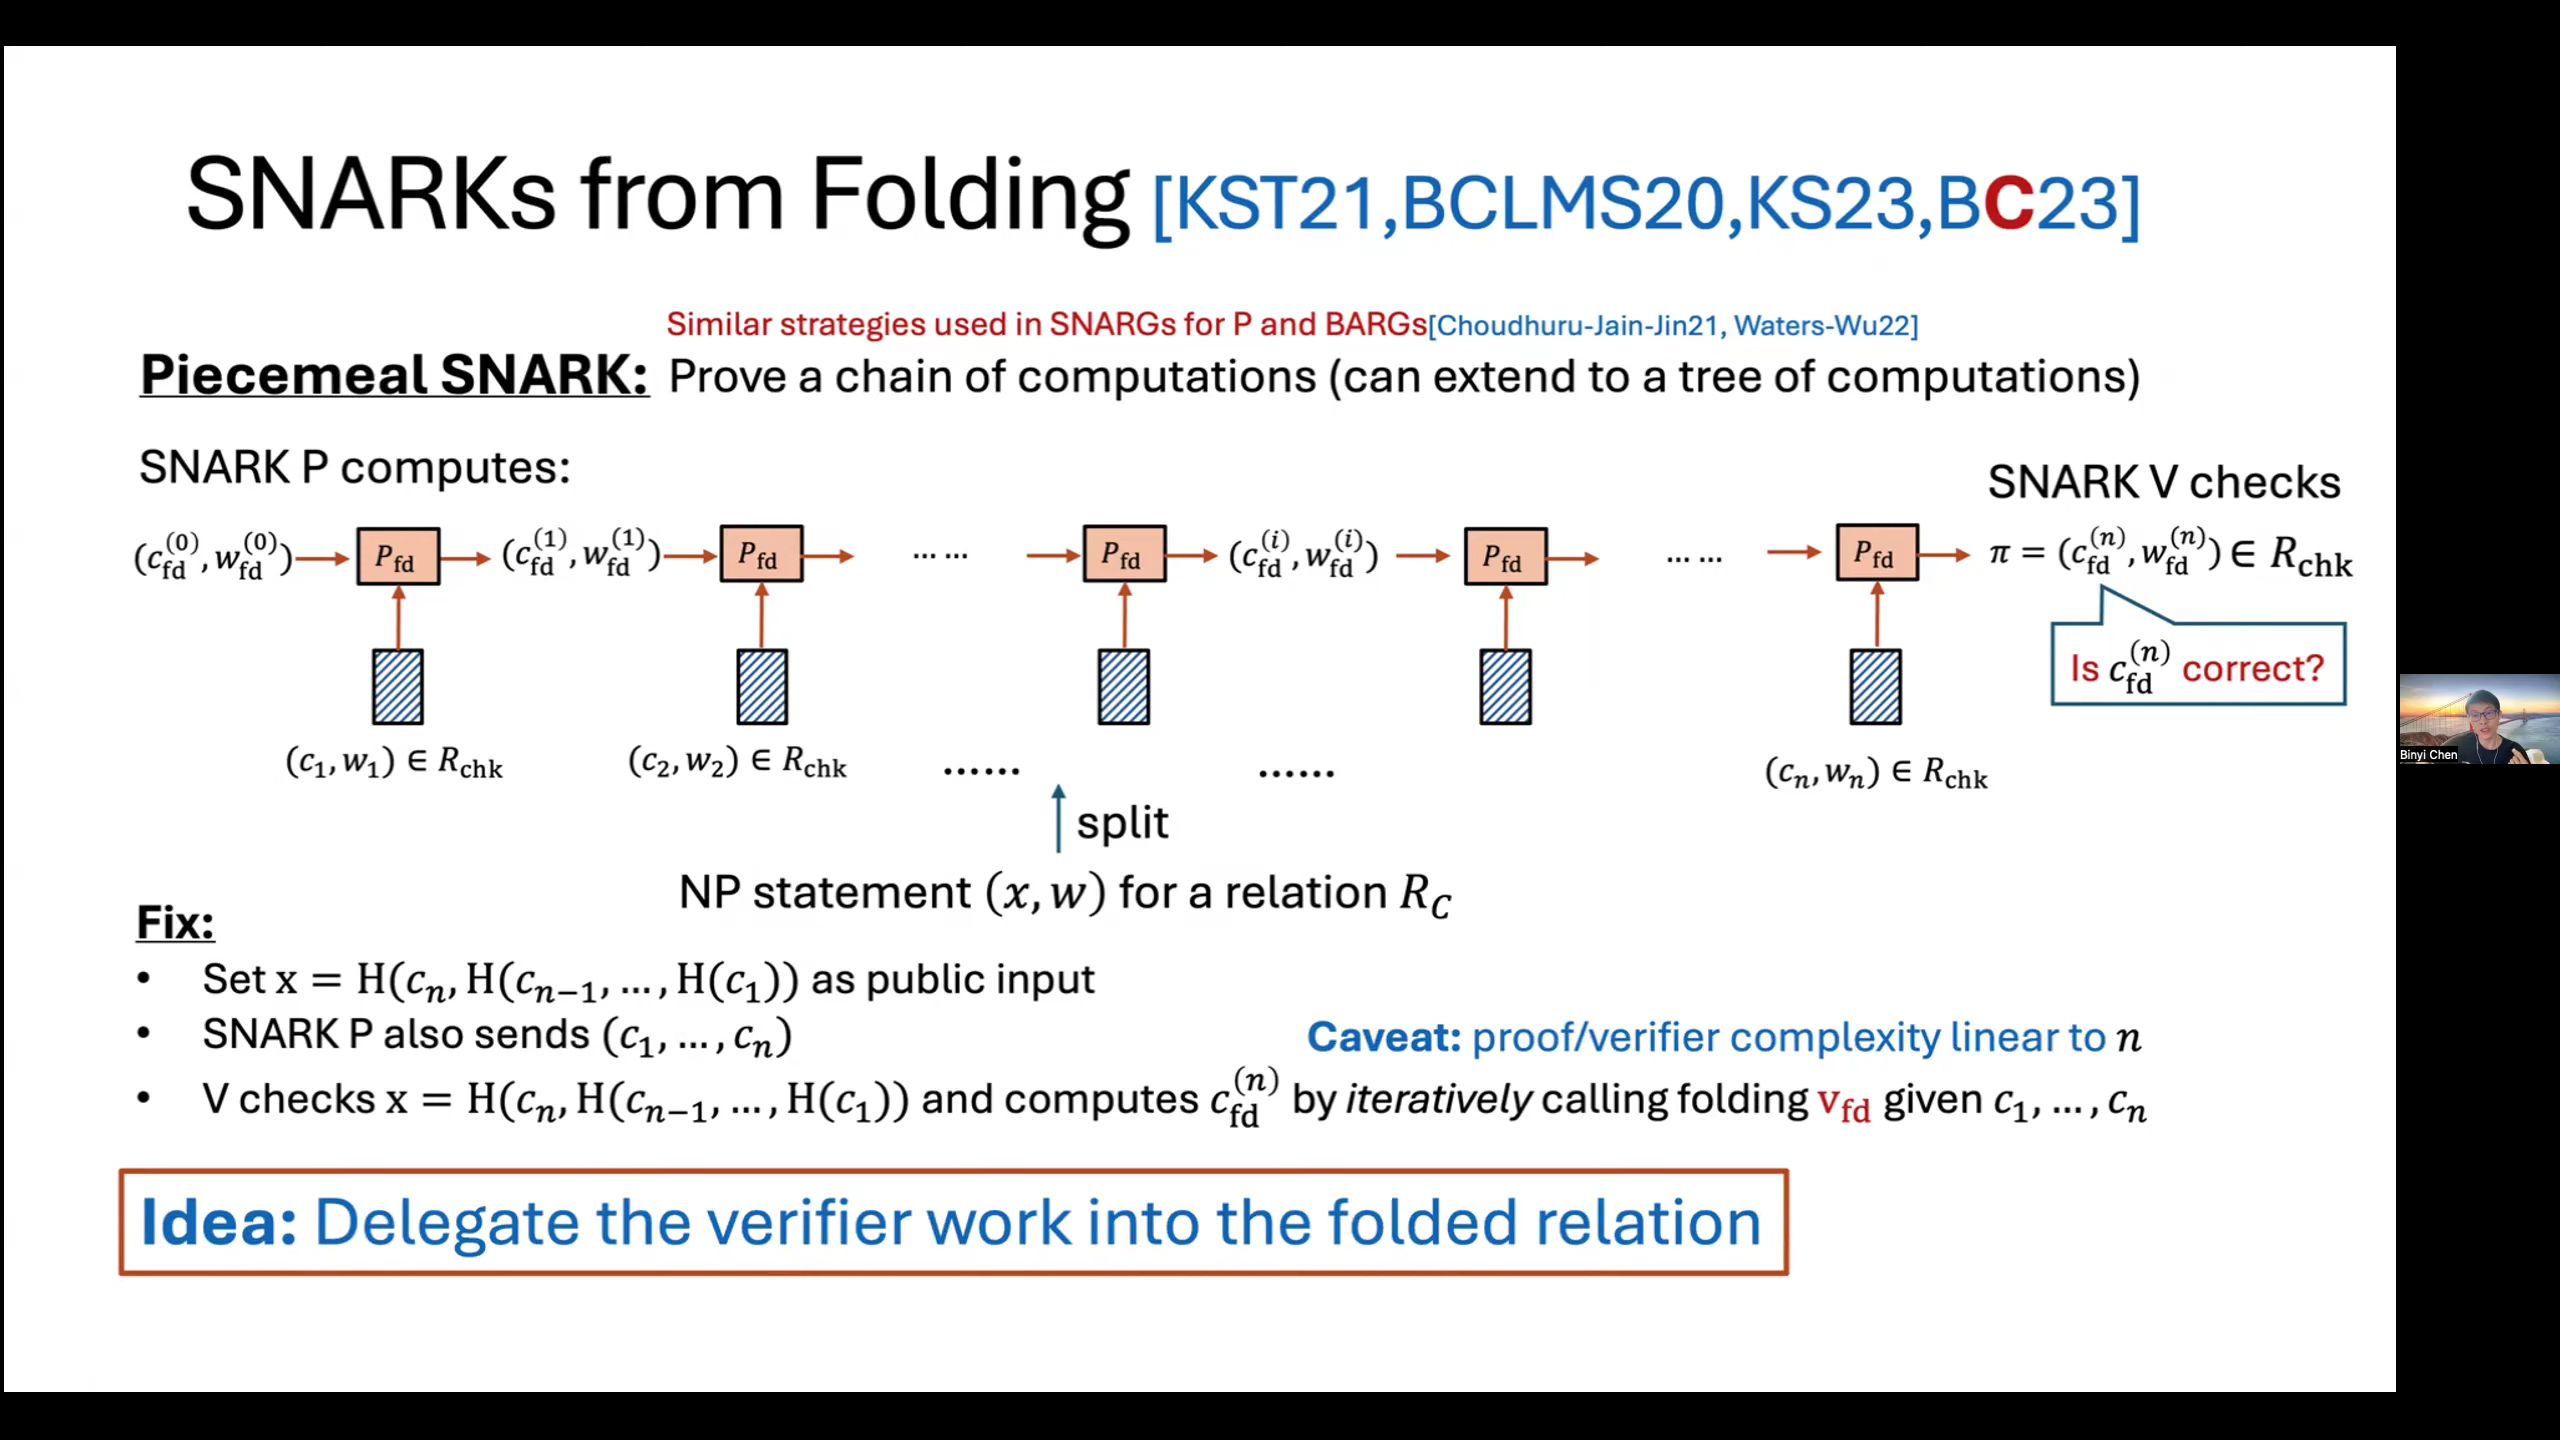 SNARKs from Folding [KST21,BCLMS20,KS23,BC23]
Similar strategies used in SNARGs for P and BARGs[Choudhuru-Jain-Jin21, Waters-Wu22]
Piecemeal SNARK: Prove a chain of computations (can extend to a tree of computations)
SNARK P computes:
SNARK V checks
(c_fd^(0), w_fd^(0)) P_fd (c_fd^(1), w_fd^(1)) P_fd ... ... P_fd (c_fd^(i), w_fd^(i)) P_fd ... ... P_fd π = (c_fd^(n), w_fd^(n)) ∈ R_chk
Is c_fd^(n) correct?
(c_1, w_1) ∈ R_chk (c_2, w_2) ∈ R_chk ...... ...... (c_n, w_n) ∈ R_chk
split
NP statement (x, w) for a relation R_C
Fix:
• Set x = H(c_n, H(c_{n−1}, ... , H(c_1)) as public input
• SNARK P also sends (c_1, ... , c_n)
Caveat: proof/verifier complexity linear to n
• V checks x = H(c_n, H(c_{n−1}, ... , H(c_1)) and computes c_fd^(n) by iteratively calling folding v_fd given c_1, ... , c_n
Idea: Delegate the verifier work into the folded relation
Binyi Chen